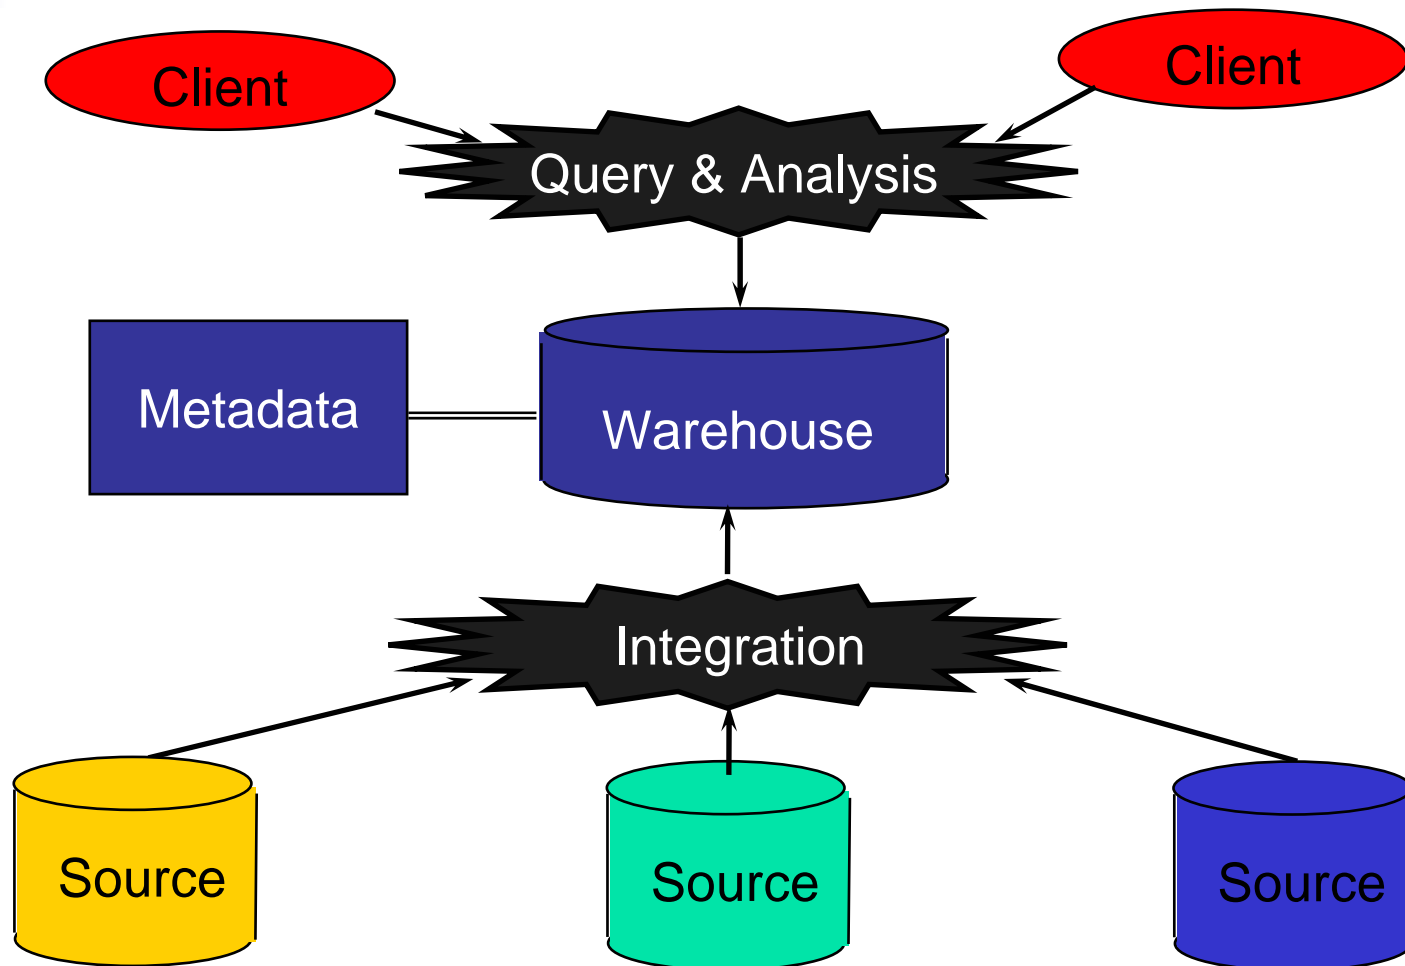 Client
Client
Query & Analysis
Metadata
Warehouse
Integration
Source
Source
Source